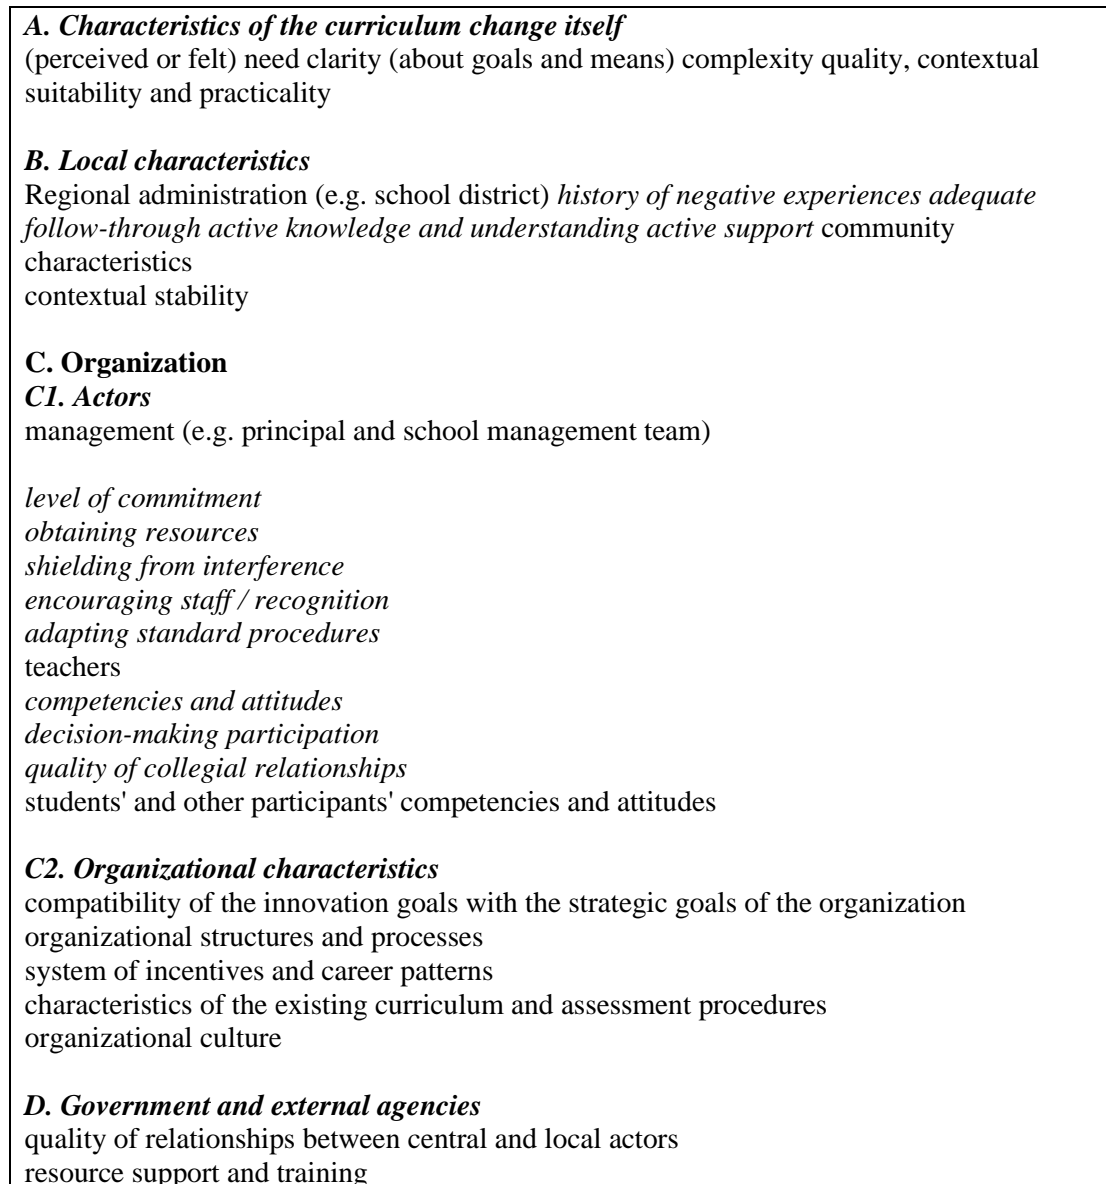 A. Characteristics of the curriculum change itself
(perceived or felt) need clarity (about goals and means) complexity quality, contextual
suitability and practicality
B. Local characteristics
Regional administration (e.g. school district) history of negative experiences adequate
follow-through active knowledge and understanding active support community
characteristics
contextual stability
C. Organization
C1. Actors
management (e.g. principal and school management team)
level of commitment
obtaining resources
shielding from interference
encouraging staff / recognition
adapting standard procedures
teachers
competencies and attitudes
decision-making participation
quality of collegial relationships
students' and other participants' competencies and attitudes
C2. Organizational characteristics
compatibility of the innovation goals with the strategic goals of the organization
organizational structures and processes
system of incentives and career patterns
characteristics of the existing curriculum and assessment procedures
organizational culture
D. Government and external agencies
quality of relationships between central and local actors
resource support and training